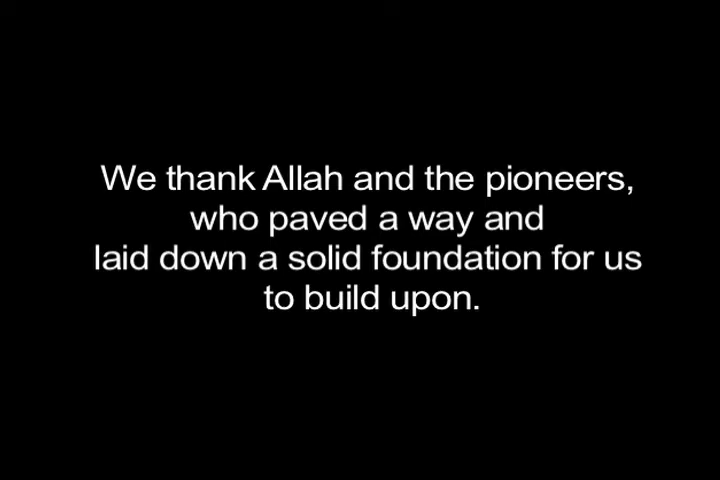 We thank Allah and the pioneers,
who paved a way and
laid down a solid foundation for us
to build upon.